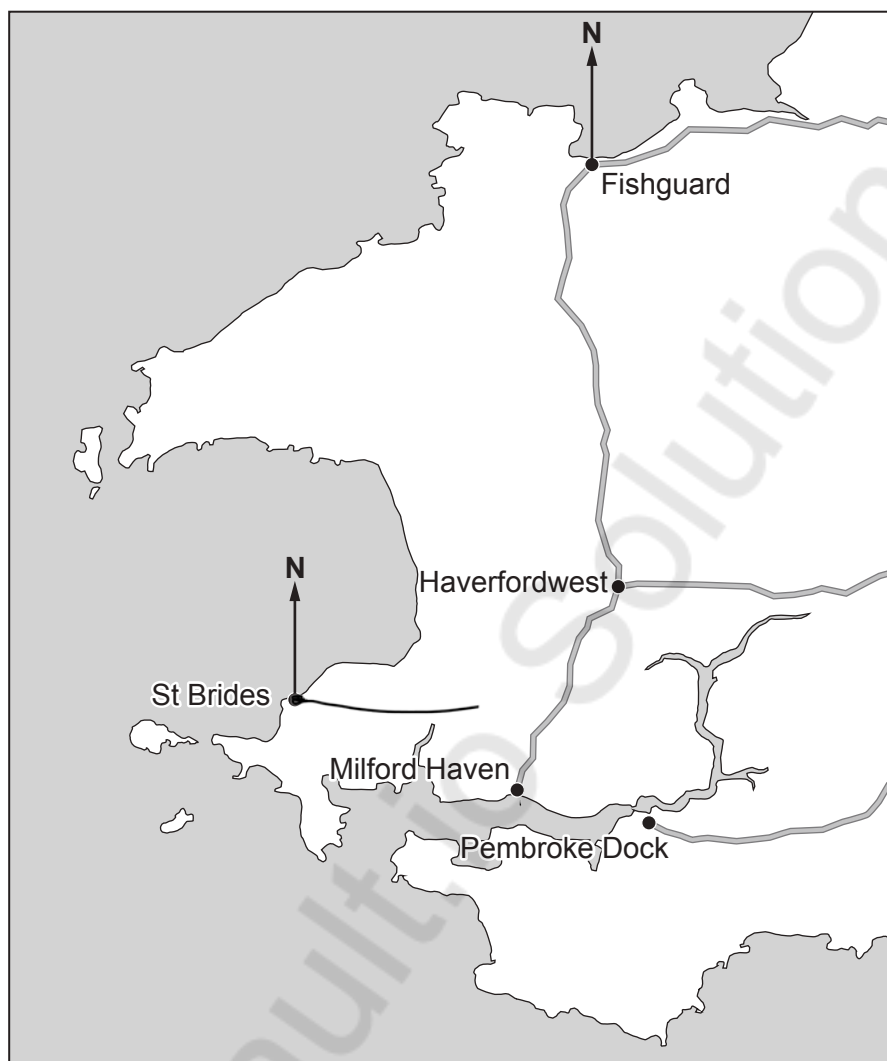 N
Fishguard
Haverfordwest
N
St Brides
Milford Haven
Pembroke Dock